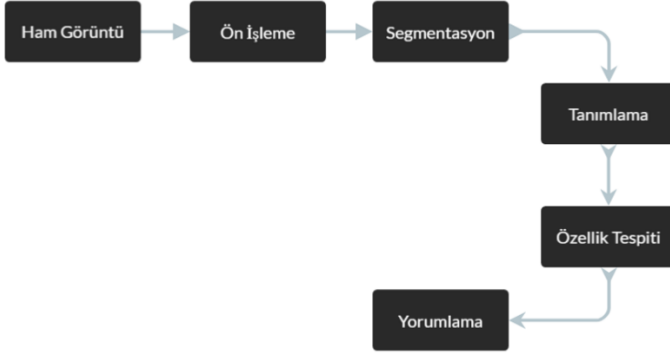 Ham Görüntü
Ön İşleme
Segmentasyon
Tanımlama
Özellik Tespiti
Yorumlama